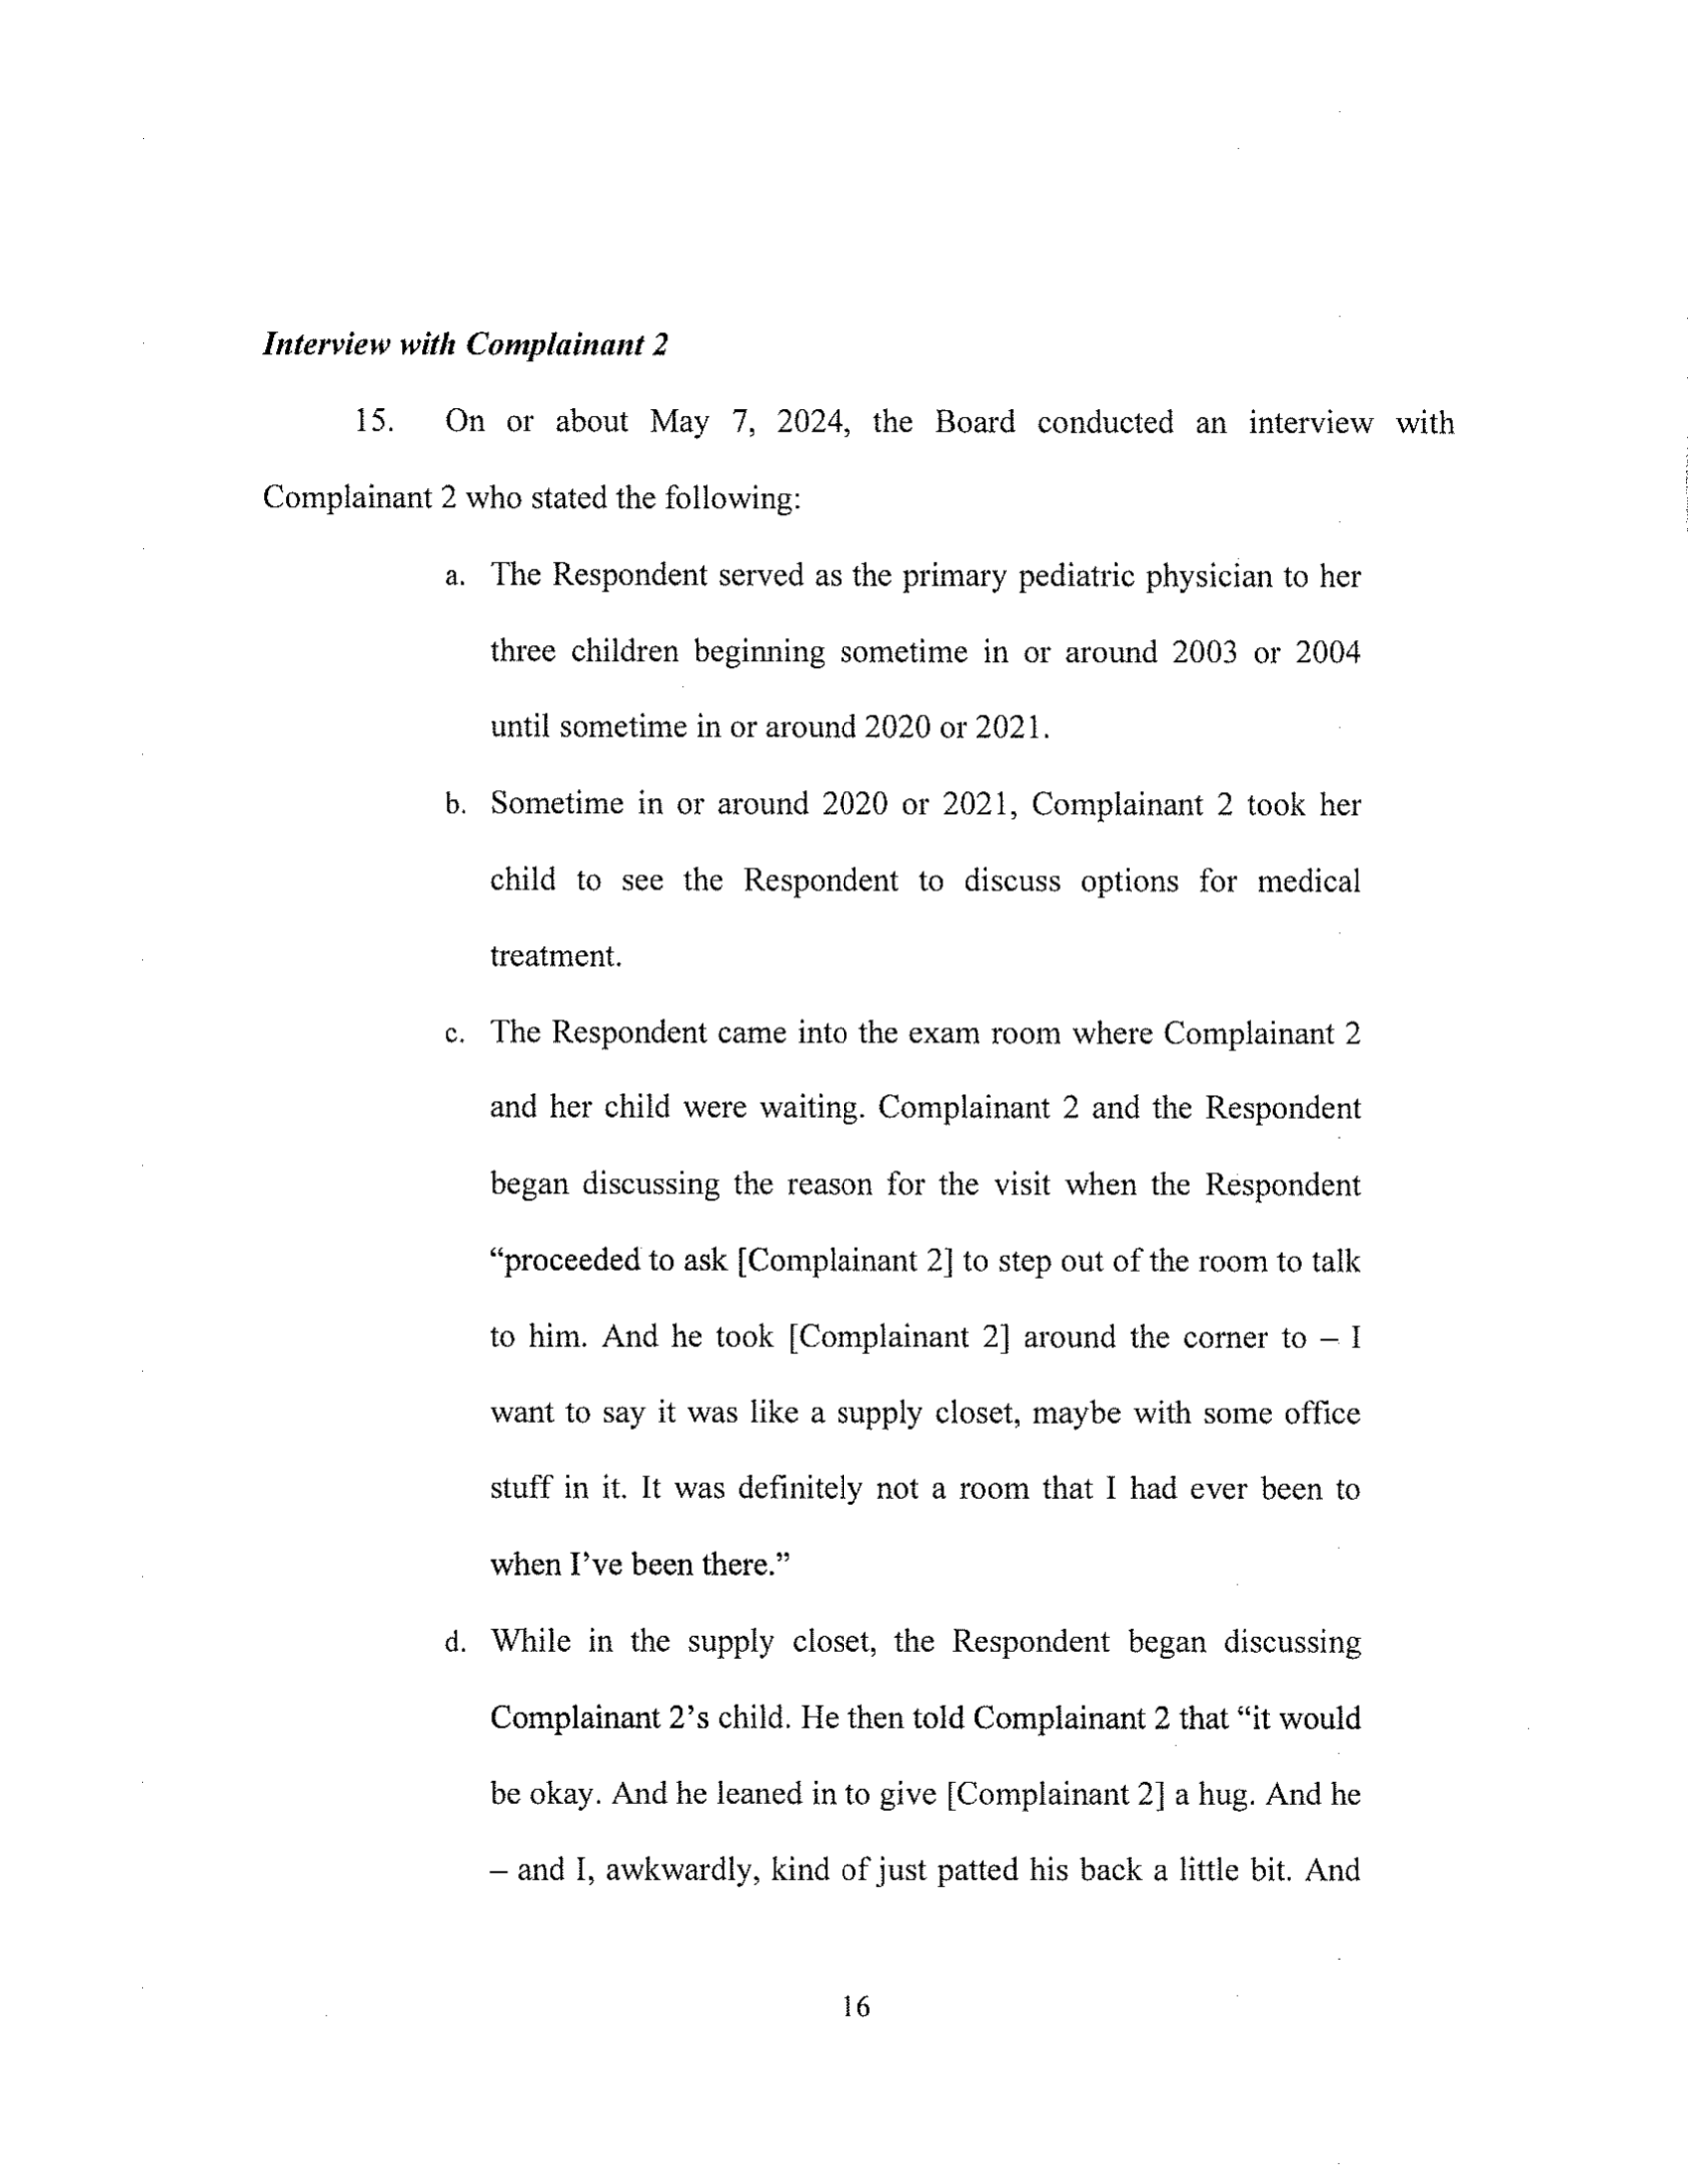 Interview with Complainant 2
15. On or about May 7, 2024, the Board conducted an interview with
Complainant 2 who stated the following:
a. The Respondent served as the primary pediatric physician to her
three children beginning sometime in or around 2003 or 2004
until sometime in or around 2020 or 2021.
b. Sometime in or around 2020 or 2021, Complainant 2 took her
child to see the Respondent to discuss options for medical
treatment.
c. The Respondent came into the exam room where Complainant 2
and her child were waiting. Complainant 2 and the Respondent
began discussing the reason for the visit when the Respondent
“proceeded to ask [Complainant 2] to step out of the room to talk
to him. And he took [Complainant 2] around the corner to – I
want to say it was like a supply closet, maybe with some office
stuff in it. It was definitely not a room that I had ever been to
when I’ve been there.”
d. While in the supply closet, the Respondent began discussing
Complainant 2’s child. He then told Complainant 2 that “it would
be okay. And he leaned in to give [Complainant 2] a hug. And he
– and I, awkwardly, kind of just patted his back a little bit. And
16